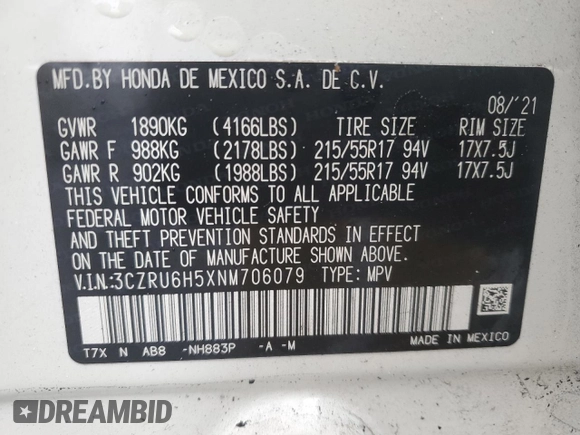 MFD.BY HONDA DE MEXICO S.A. DE C.V.
08/'21
GVWR 1890KG (4166LBS) TIRE SIZE RIM SIZE
GAWR F 988KG (2178LBS) 215/55R17 94V 17X7.5J
GAWR R 902KG (1988LBS) 215/55R17 94V 17X7.5J
THIS VEHICLE CONFORMS TO ALL APPLICABLE
FEDERAL MOTOR VEHICLE SAFETY
AND THEFT PREVENTION STANDARDS IN EFFECT
ON THE DATE OF MANUFACTURE SHOWN ABOVE.
V.I.N.:3CZRU6H5XNM706079 TYPE: MPV
T7X N AB8 -NH883P -A -M
MADE IN MEXICO
DREAMBID